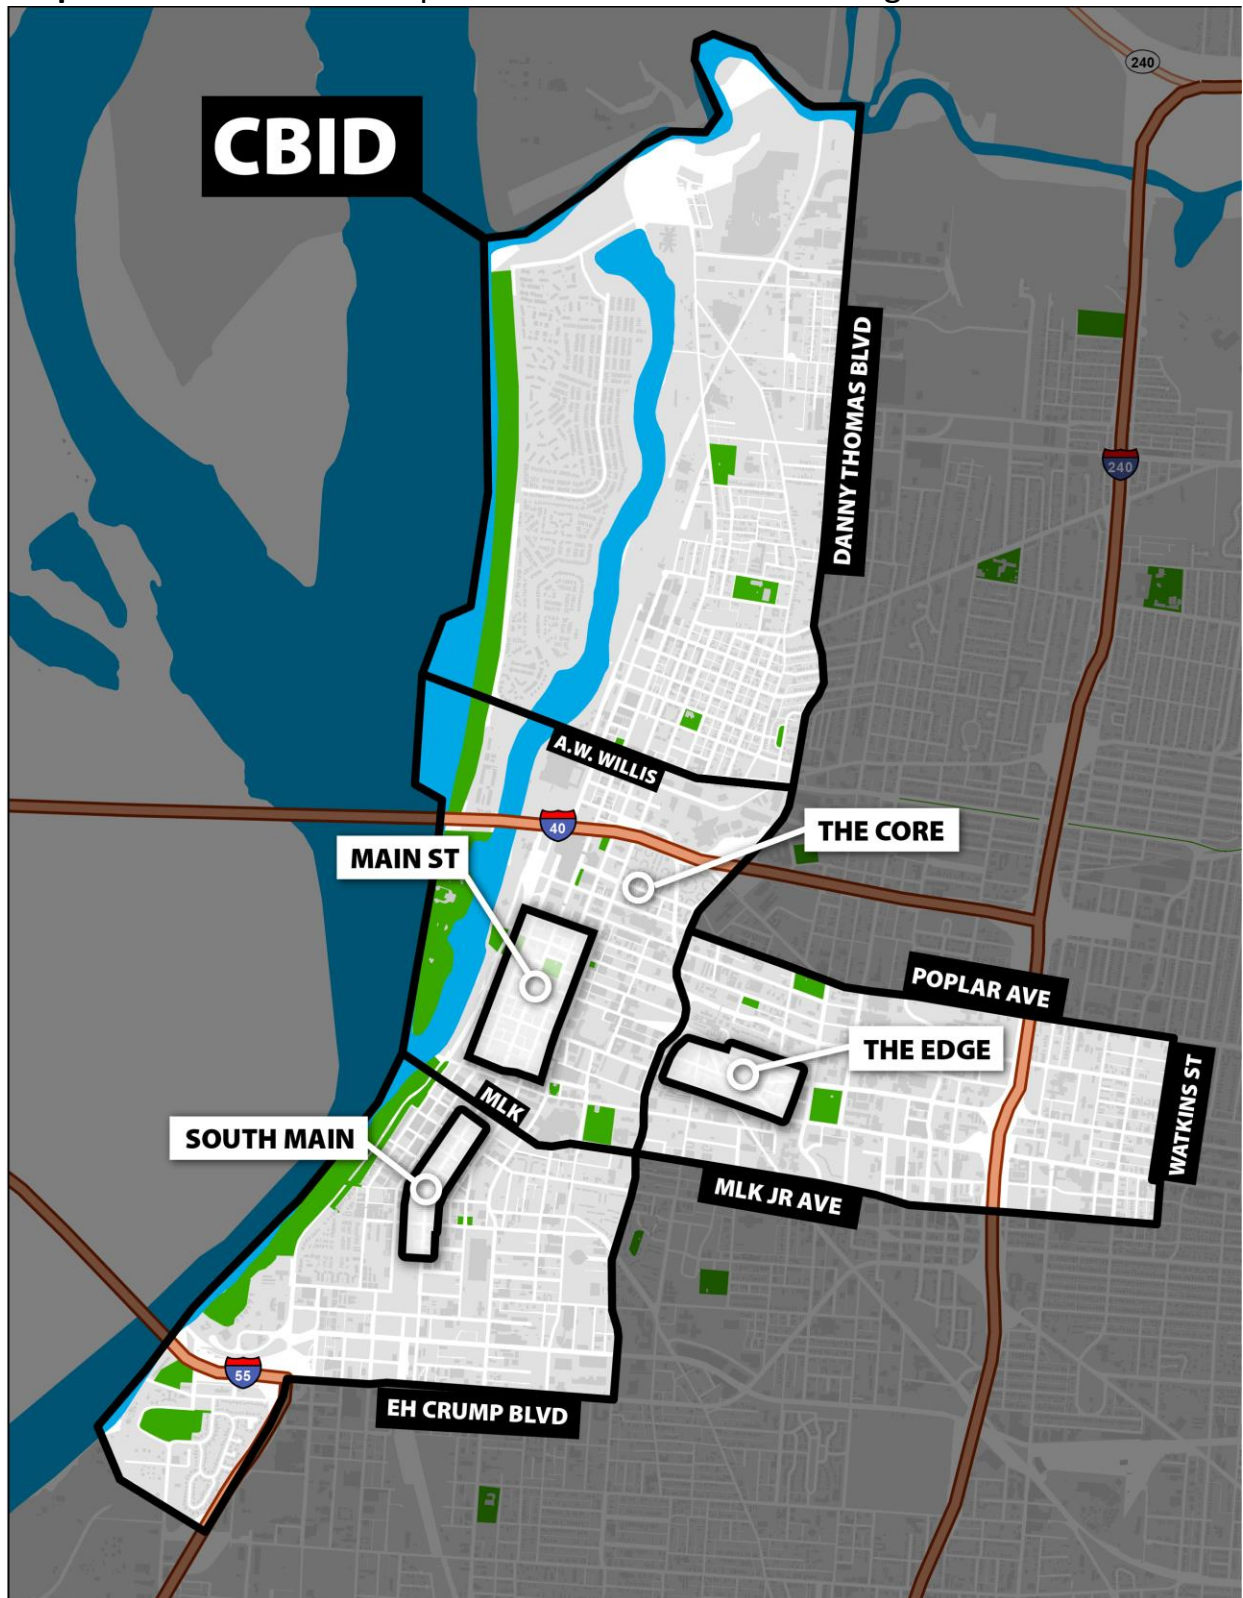 240
CBID
DANNY THOMAS BLVD
240
A.W. WILLIS
40
THE CORE
MAIN ST
POPLAR AVE
THE EDGE
WATKINS ST
MLK
SOUTH MAIN
MLK JR AVE
55
EH CRUMP BLVD